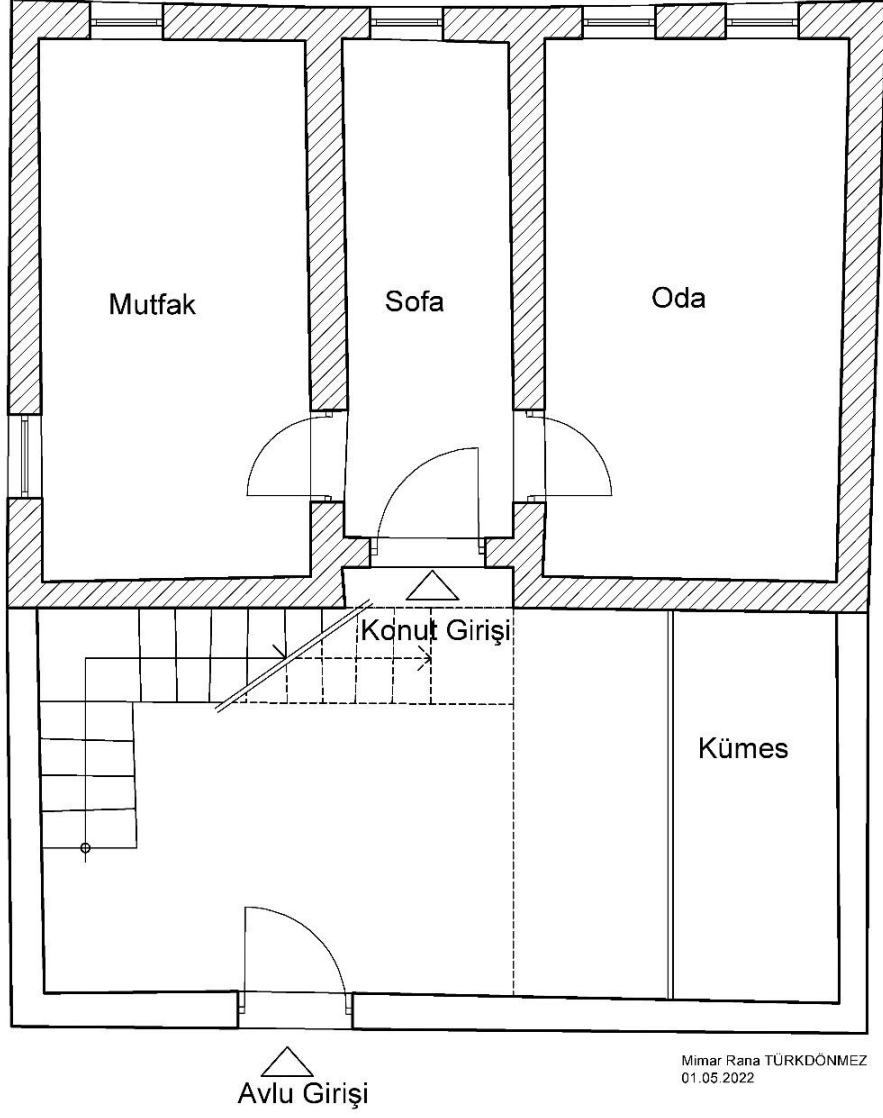 Mutfak
Sofa
Oda
Konut Girişi
Kümes
Avlu Girişi
Mimar Rana TÜRKDÖNMEZ
01.05.2022